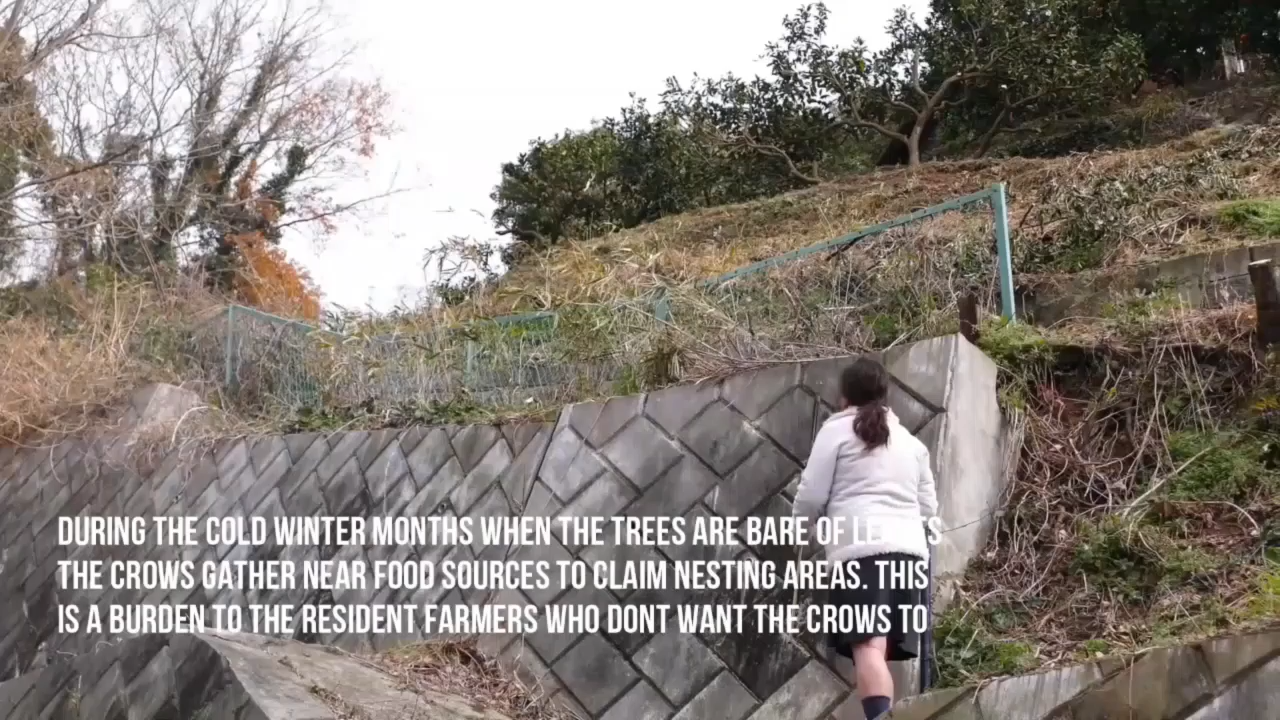 DURING THE COLD WINTER MONTHS WHEN THE TREES ARE BARE OF LEAVES
THE CROWS GATHER NEAR FOOD SOURCES TO CLAIM NESTING AREAS. THIS
IS A BURDEN TO THE RESIDENT FARMERS WHO DONT WANT THE CROWS TO